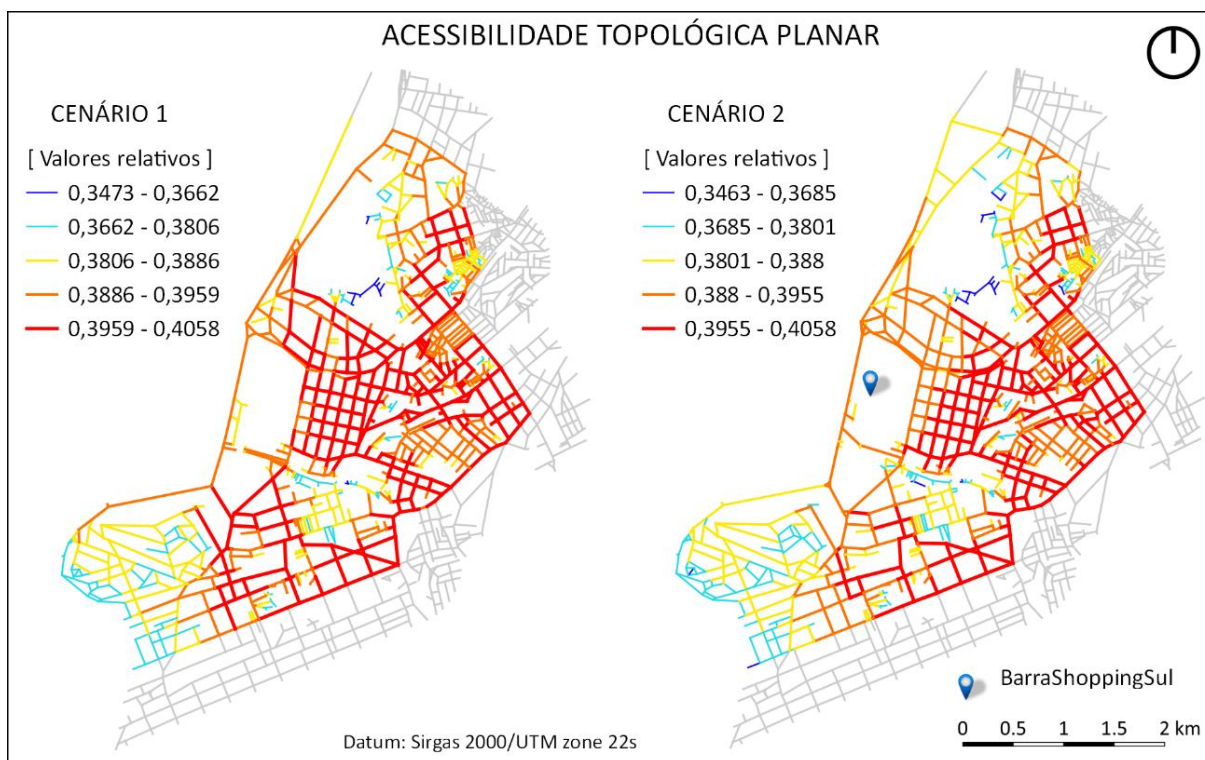 ACESSIBILIDADE TOPOLÓGICA PLANAR
CENÁRIO 1
[ Valores relativos ]
0,3473 - 0,3662
0,3662 - 0,3806
0,3806 - 0,3886
0,3886 - 0,3959
0,3959 - 0,4058
CENÁRIO 2
[ Valores relativos ]
0,3463 - 0,3685
0,3685 - 0,3801
0,3801 - 0,388
0,388 - 0,3955
0,3955 - 0,4058
BarraShoppingSul
0 0.5 1 1.5 2 km
Datum: Sirgas 2000/UTM zone 22s